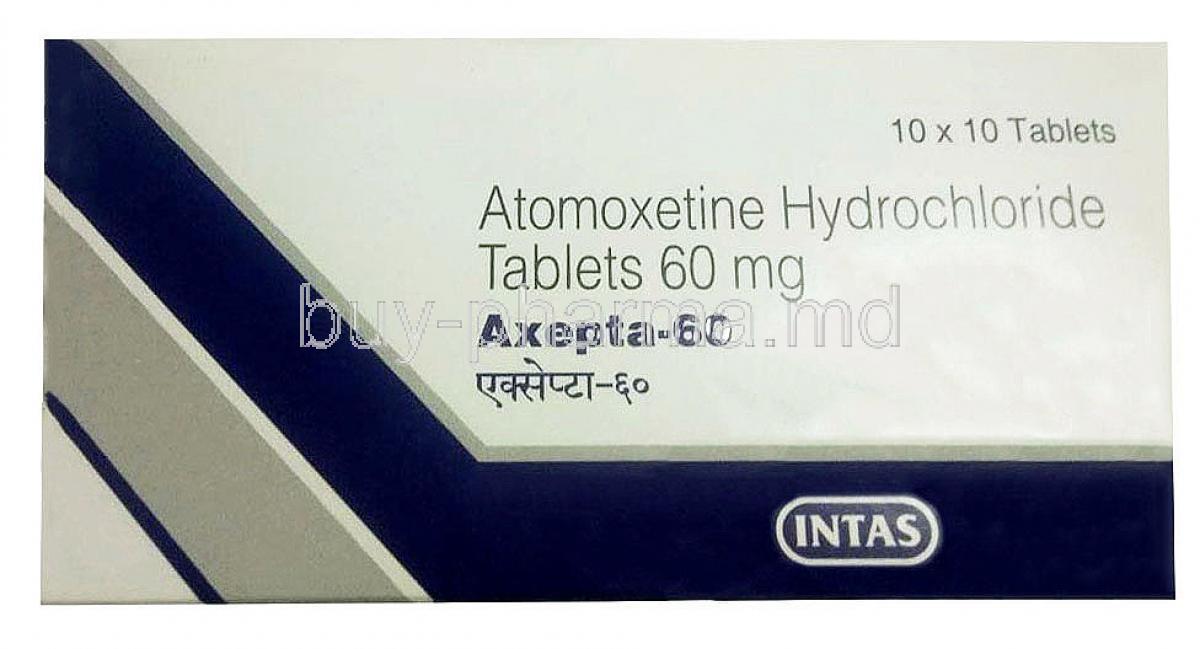 10 x 10 Tablets
Atomoxetine Hydrochloride
Tablets 60 mg
buy-pharma.md
Axepta-60
एक्सेप्टा-६०
INTAS